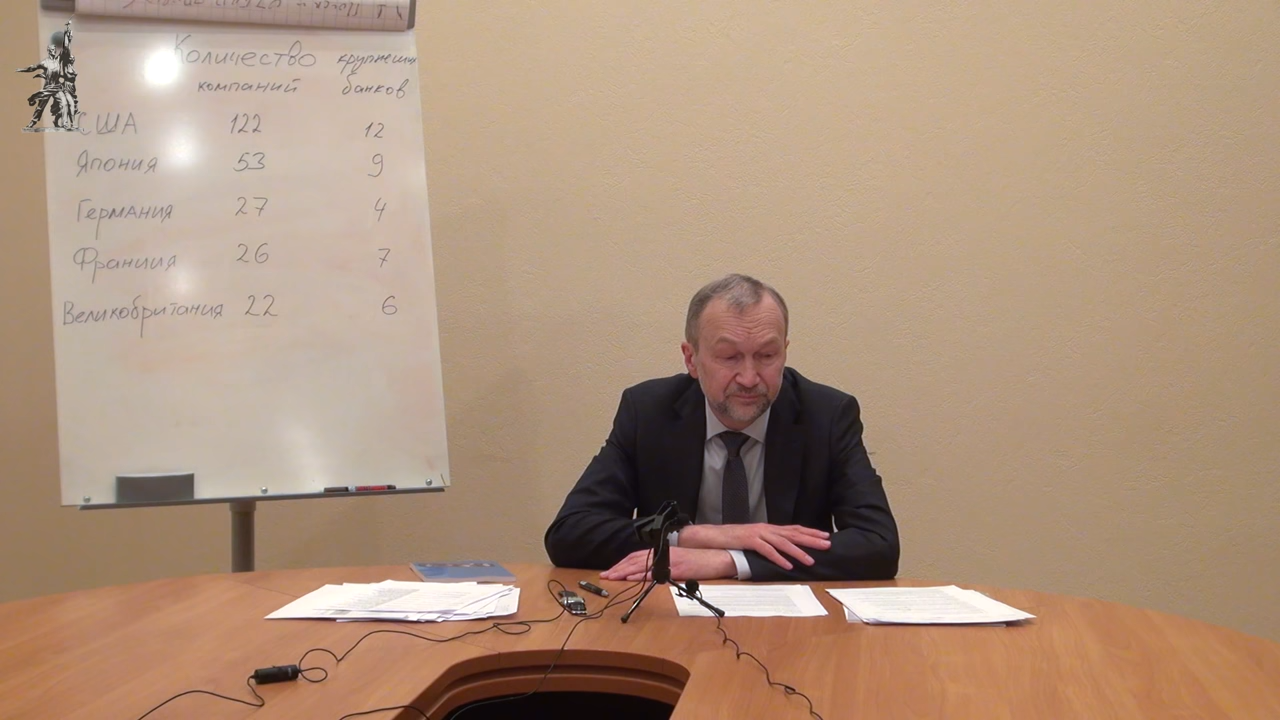 Количество крупнейших
компаний банков
США 122 12
Япония 53 9
Германия 27 4
Франция 26 7
Великобритания 22 6